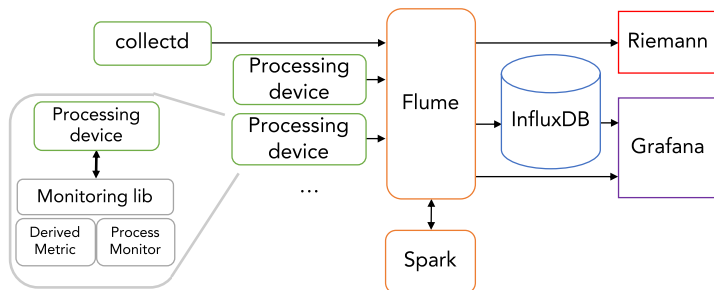 collectd
Riemann
Processing
device
Flume
InfluxDB
Processing
device
Processing
device
Grafana
Monitoring lib
...
Derived
Metric
Process
Monitor
Spark